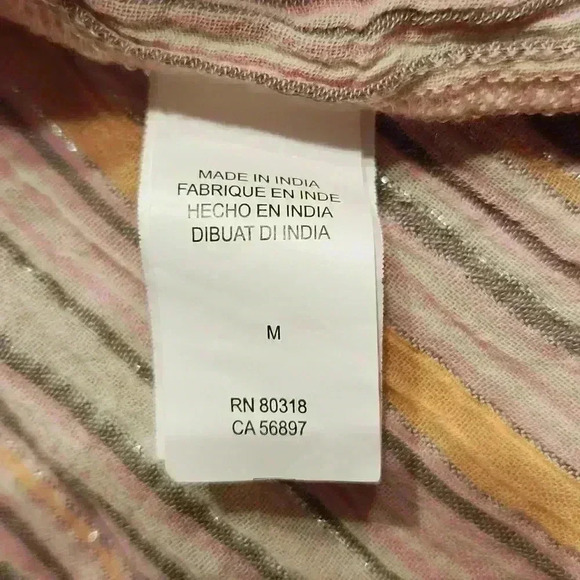 MADE IN INDIA
FABRIQUE EN INDE
HECHO EN INDIA
DIBUAT DI INDIA
M
RN 80318
CA 56897